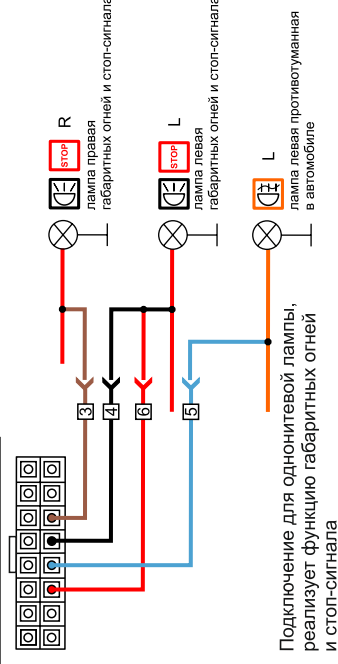 STOP
R
лампа правая
габаритных огней и стоп-сигнала
STOP
L
лампа левая
габаритных огней и стоп-сигнала
L
лампа левая противотуманная
в автомобиле
3
4
6
5
Подключение для однонитевой лампы,
реализует функцию габаритных огней
и стоп-сигнала